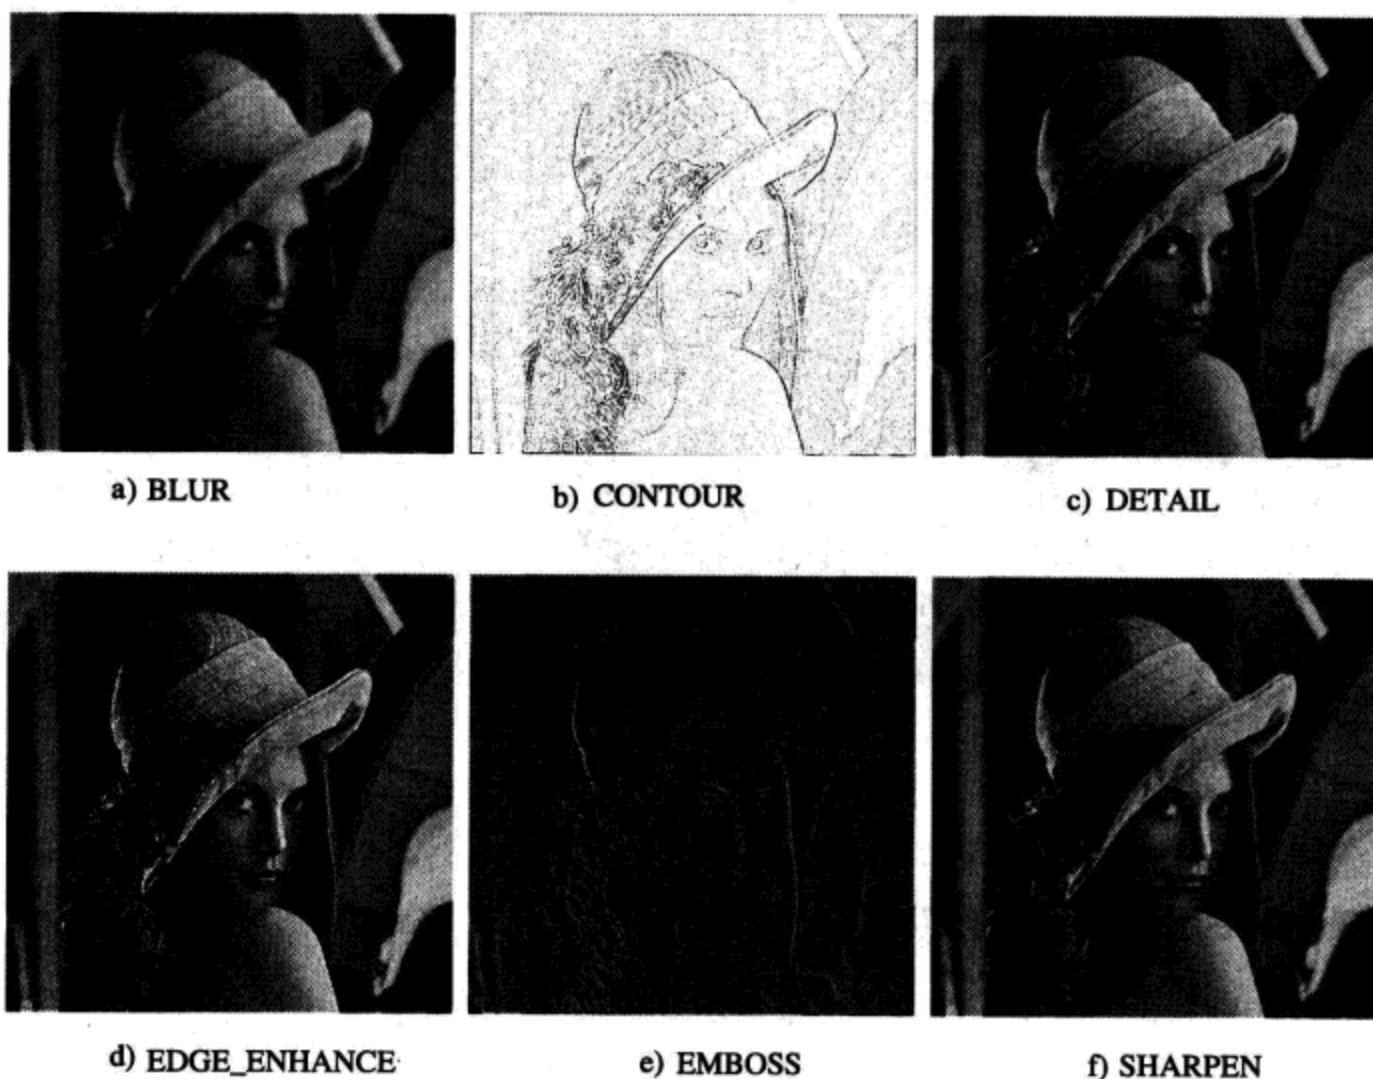 a) BLUR
b) CONTOUR
c) DETAIL
d) EDGE_ENHANCE
e) EMBOSS
f) SHARPEN